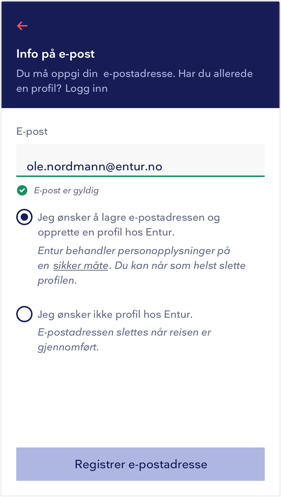 Info på e-post
Du må oppgi din  e-postadresse. Har du allerede
en profil? Logg inn
E-post
ole.nordmann@entur.no
E-post er gyldig
Jeg ønsker å lagre e-postadressen og
opprette en profil hos Entur.
Entur behandler personopplysninger på
en sikker måte. Du kan når som helst slette
profilen.
Jeg ønsker ikke profil hos Entur.
E-postadressen slettes når reisen er
gjennomført.
Registrer e-postadresse